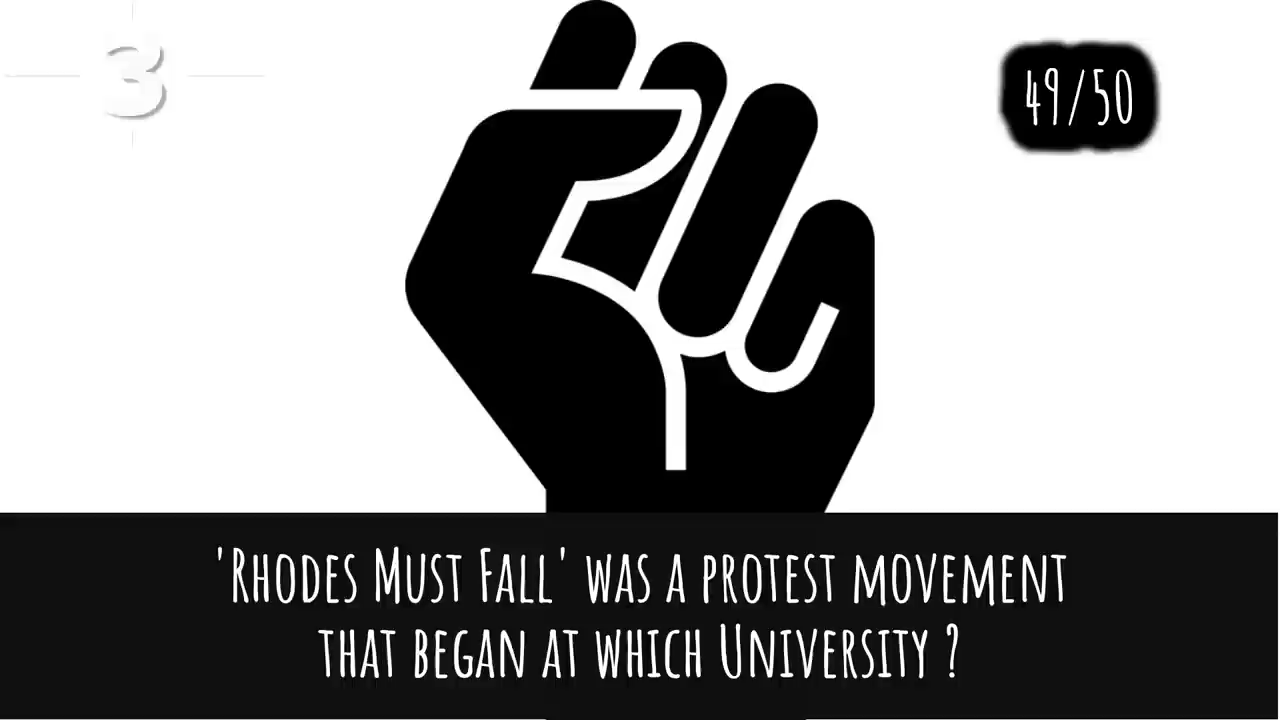 3
49/50
'Rhodes Must Fall' was a protest movement
that began at which University ?